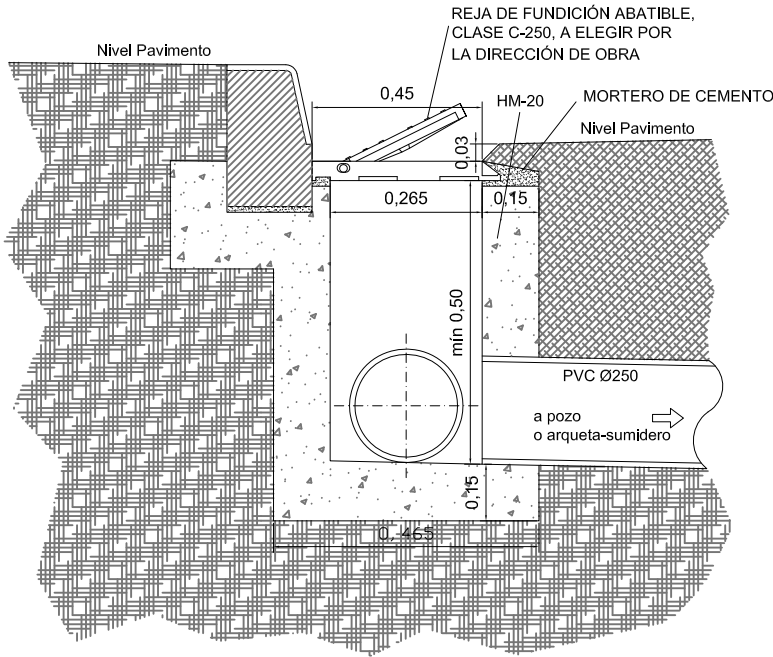 REJA DE FUNDICIÓN ABATIBLE,
CLASE C-250, A ELEGIR POR
LA DIRECCIÓN DE OBRA
Nivel Pavimento
0,45
HM-20
MORTERO DE CEMENTO
Nivel Pavimento
0,03
0,265
0,15
mín 0,50
PVC Ø250
a pozo
o arqueta-sumidero
0,15
0,465